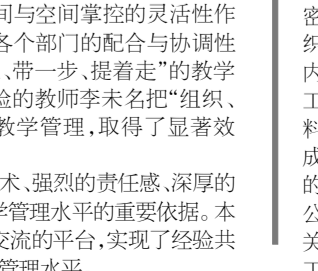 间与空间掌控的灵活性作
各个部门的配合与协调性
、带一步、提着走”的教学
验的教师李未名把“组织、
教学管理，取得了显著效
术、强烈的责任感、深厚的
学管理水平的重要依据。本
交流的平台，实现了经验共
管理水平
密
织
内
工
料
成
的
公
关